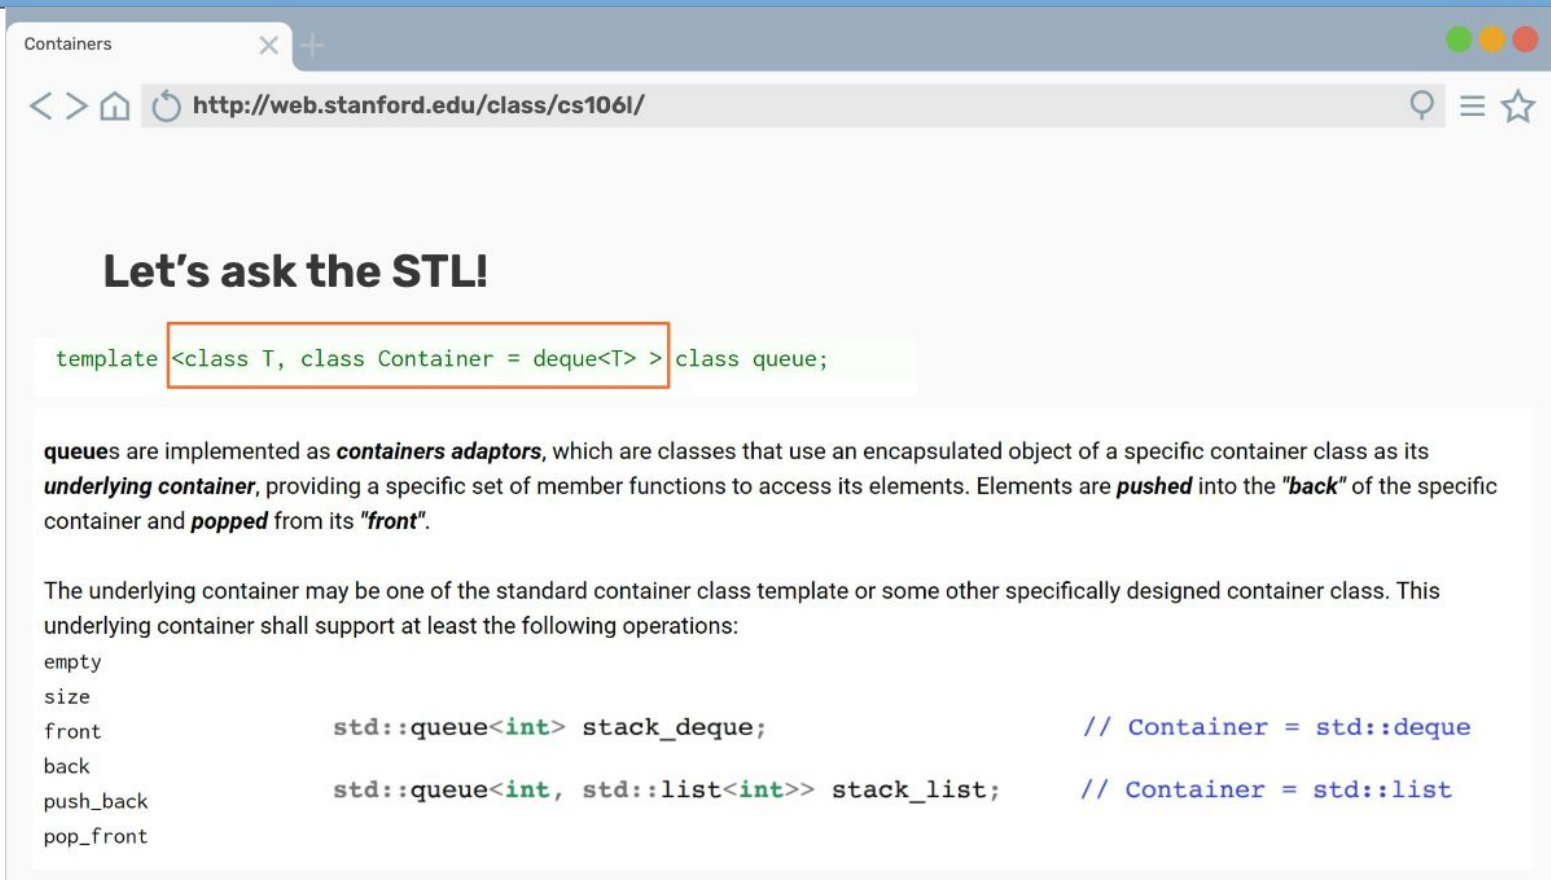 Containers
http://web.stanford.edu/class/cs106l/
Let's ask the STL!
template <class T, class Container = deque<T> > class queue;
queues are implemented as containers adaptors, which are classes that use an encapsulated object of a specific container class as its
underlying container, providing a specific set of member functions to access its elements. Elements are pushed into the "back" of the specific
container and popped from its "front".
The underlying container may be one of the standard container class template or some other specifically designed container class. This
underlying container shall support at least the following operations:
empty
size
front
back
push_back
pop_front
std::queue<int> stack_deque; // Container = std::deque
std::queue<int, std::list<int>> stack_list; // Container = std::list